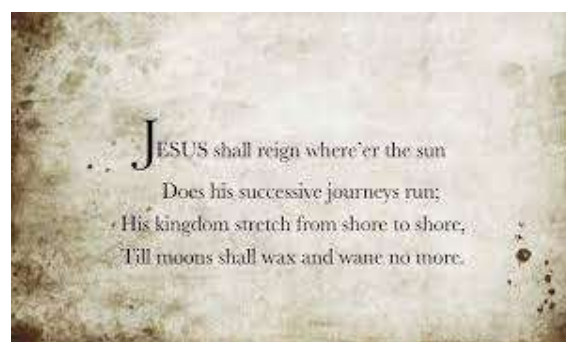 JESUS shall reign where'er the sun
Does his successive journeys run;
His kingdom stretch from shore to shore,
Till moons shall wax and wane no more.